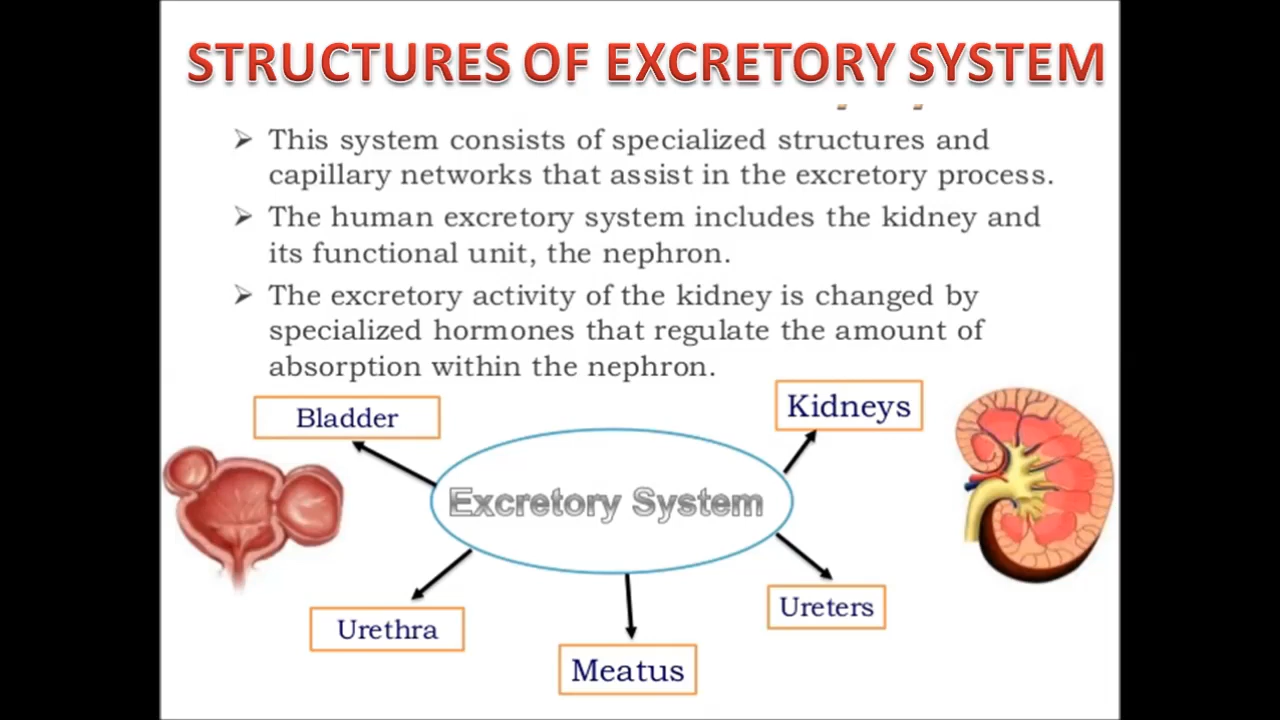 STRUCTURES OF EXCRETORY SYSTEM
➢ This system consists of specialized structures and
capillary networks that assist in the excretory process.
➢ The human excretory system includes the kidney and
its functional unit, the nephron.
➢ The excretory activity of the kidney is changed by
specialized hormones that regulate the amount of
absorption within the nephron.
Bladder
Kidneys
Excretory System
Urethra
Ureters
Meatus